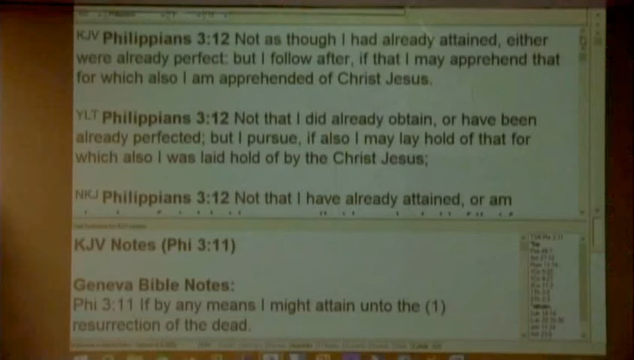 KJV Philippians 3:12 Not as though I had already attained, either
were already perfect: but I follow after, if that I may apprehend that
for which also I am apprehended of Christ Jesus.
YLT Philippians 3:12 Not that I did already obtain, or have been
already perfected; but I pursue, if also I may lay hold of that for
which also I was laid hold of by the Christ Jesus;
NKJ Philippians 3:12 Not that I have already attained, or am
KJV Notes (Phi 3:11)
Geneva Bible Notes:
Phi 3:11 If by any means I might attain unto the (1)
resurrection of the dead.